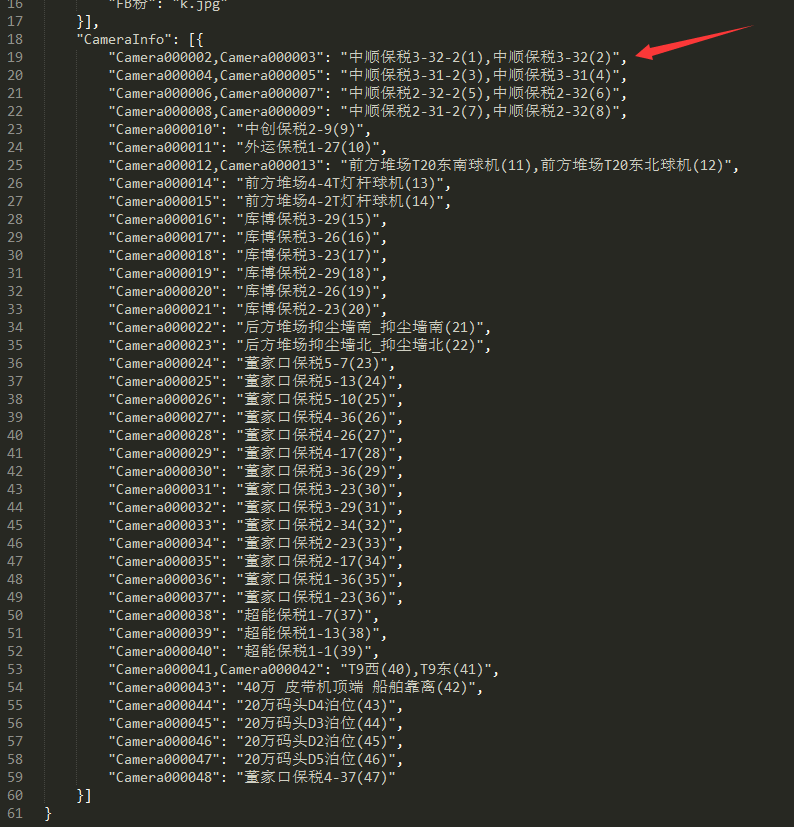 16 "FB粉": "k.jpg"
17 }],
18 "CameraInfo": [{
19 "Camera000002,Camera000003": "中顺保税3-32-2(1),中顺保税3-32(2)",
20 "Camera000004,Camera000005": "中顺保税3-31-2(3),中顺保税3-31(4)",
21 "Camera000006,Camera000007": "中顺保税2-32-2(5),中顺保税2-32(6)",
22 "Camera000008,Camera000009": "中顺保税2-31-2(7),中顺保税2-32(8)",
23 "Camera000010": "中创保税2-9(9)",
24 "Camera000011": "外运保税1-27(10)",
25 "Camera000012,Camera000013": "前方堆场T20东南球机(11),前方堆场T20东北球机(12)",
26 "Camera000014": "前方堆场4-4T灯杆球机(13)",
27 "Camera000015": "前方堆场4-2T灯杆球机(14)",
28 "Camera000016": "库博保税3-29(15)",
29 "Camera000017": "库博保税3-26(16)",
30 "Camera000018": "库博保税3-23(17)",
31 "Camera000019": "库博保税2-29(18)",
32 "Camera000020": "库博保税2-26(19)",
33 "Camera000021": "库博保税2-23(20)",
34 "Camera000022": "后方堆场抑尘墙南_抑尘墙南(21)",
35 "Camera000023": "后方堆场抑尘墙北_抑尘墙北(22)",
36 "Camera000024": "董家口保税5-7(23)",
37 "Camera000025": "董家口保税5-13(24)",
38 "Camera000026": "董家口保税5-10(25)",
39 "Camera000027": "董家口保税4-36(26)",
40 "Camera000028": "董家口保税4-26(27)",
41 "Camera000029": "董家口保税4-17(28)",
42 "Camera000030": "董家口保税3-36(29)",
43 "Camera000031": "董家口保税3-23(30)",
44 "Camera000032": "董家口保税3-29(31)",
45 "Camera000033": "董家口保税2-34(32)",
46 "Camera000034": "董家口保税2-23(33)",
47 "Camera000035": "董家口保税2-17(34)",
48 "Camera000036": "董家口保税1-36(35)",
49 "Camera000037": "董家口保税1-23(36)",
50 "Camera000038": "超能保税1-7(37)",
51 "Camera000039": "超能保税1-13(38)",
52 "Camera000040": "超能保税1-1(39)",
53 "Camera000041,Camera000042": "T9西(40),T9东(41)",
54 "Camera000043": "40万 皮带机顶端 船舶靠离(42)",
55 "Camera000044": "20万码头D4泊位(43)",
56 "Camera000045": "20万码头D3泊位(44)",
57 "Camera000046": "20万码头D2泊位(45)",
58 "Camera000047": "20万码头D5泊位(46)",
59 "Camera000048": "董家口保税4-37(47)"
60 }]
61 }